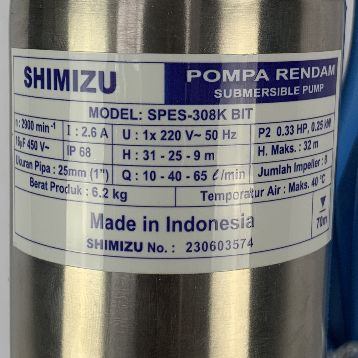 SHIMIZU
POMPA RENDAM
SUBMERSIBLE PUMP
MODEL: SPES-308K BIT
n: 2900 min⁻¹
I : 2.6 A
U : 1x 220 V~ 50 Hz
P2 0.33 HP, 0.25 kW
16µF 450 V~
IP 68
H : 31 - 25 - 9 m
H. Maks. : 32 m
Ukuran Pipa : 25mm (1")
Q : 10 - 40 - 65 ℓ/min
Jumlah Impeller : 8
Berat Produk : 6.2 kg
Temperatur Air : Maks. 40 °C
Made in Indonesia
SHIMIZU No. : 230603574
70m